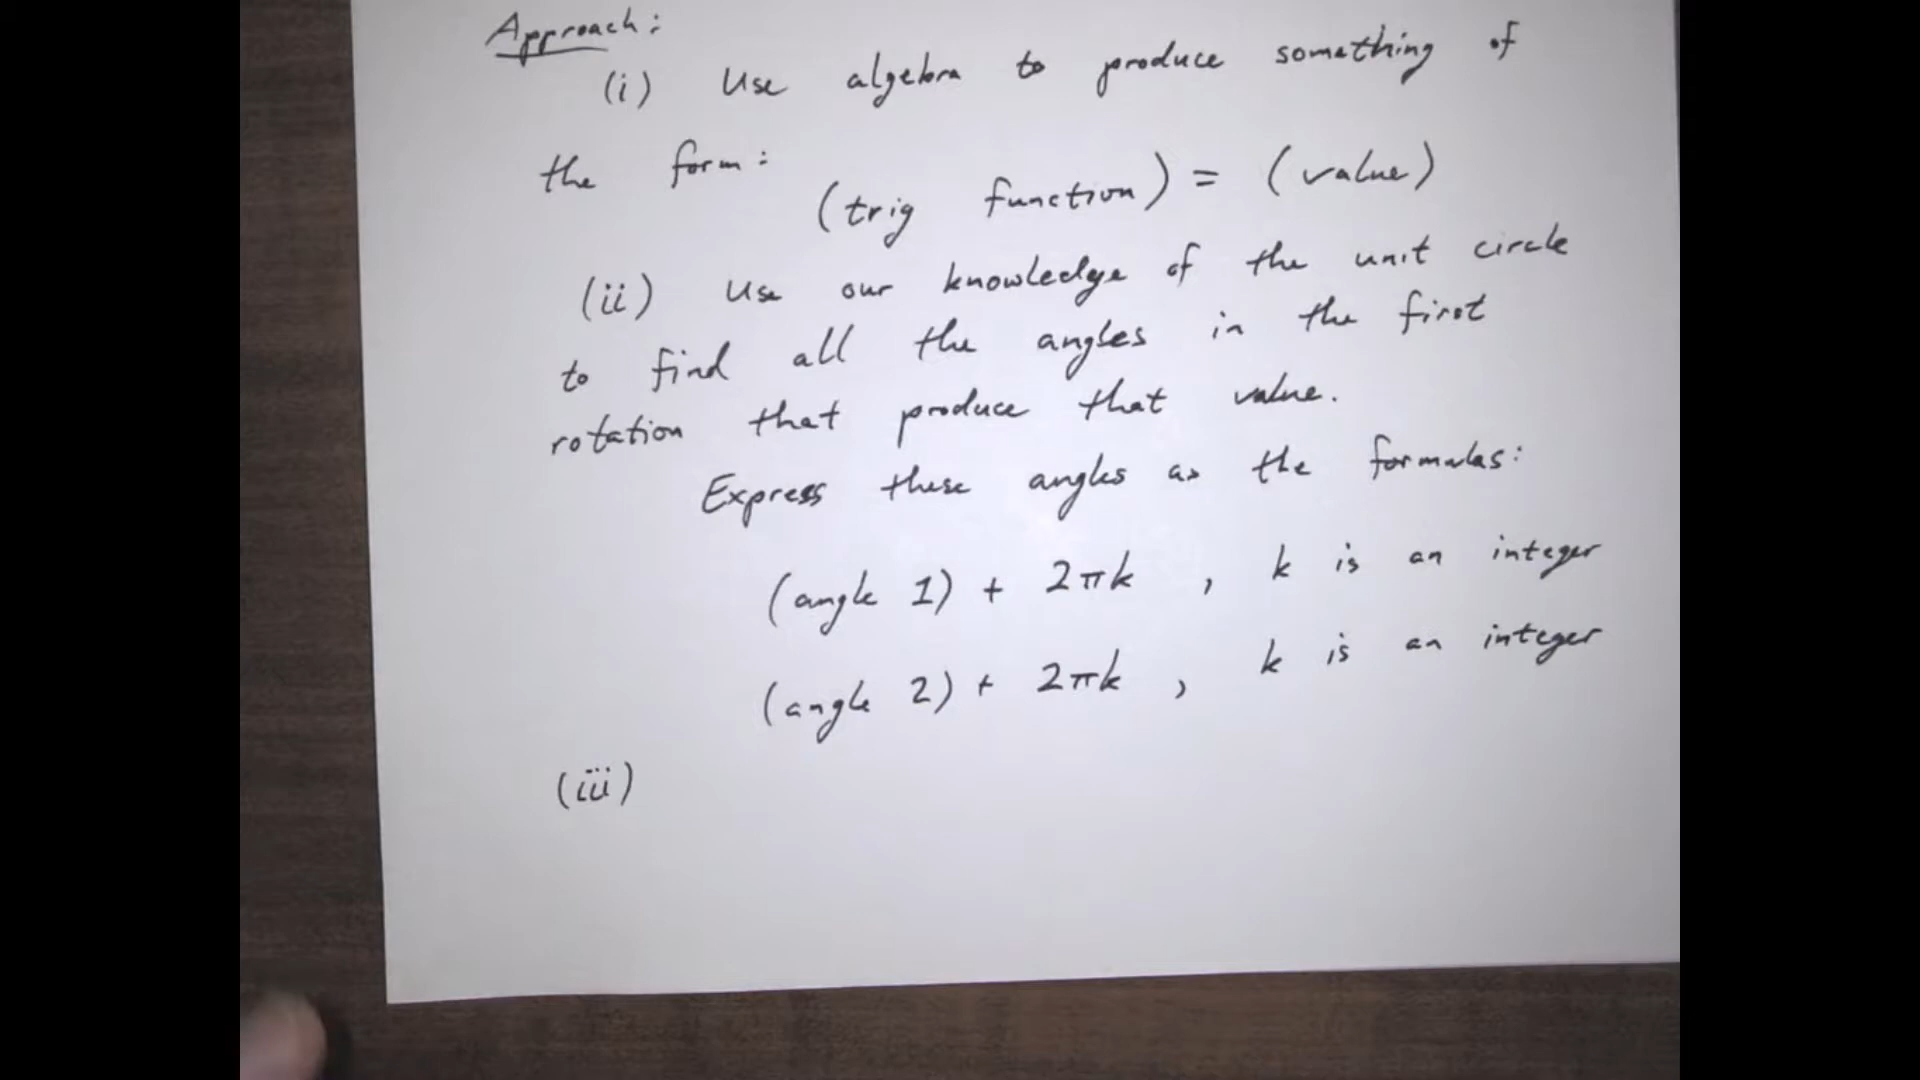 Approach:
(i) Use algebra to produce something of
the form:
(trig function) = (value)
(ii) Use our knowledge of the unit circle
to find all the angles in the first
rotation that produce that value.
Express these angles as the formulas:
(angle 1) + 2πk , k is an integer
(angle 2) + 2πk , k is an integer
(iii)